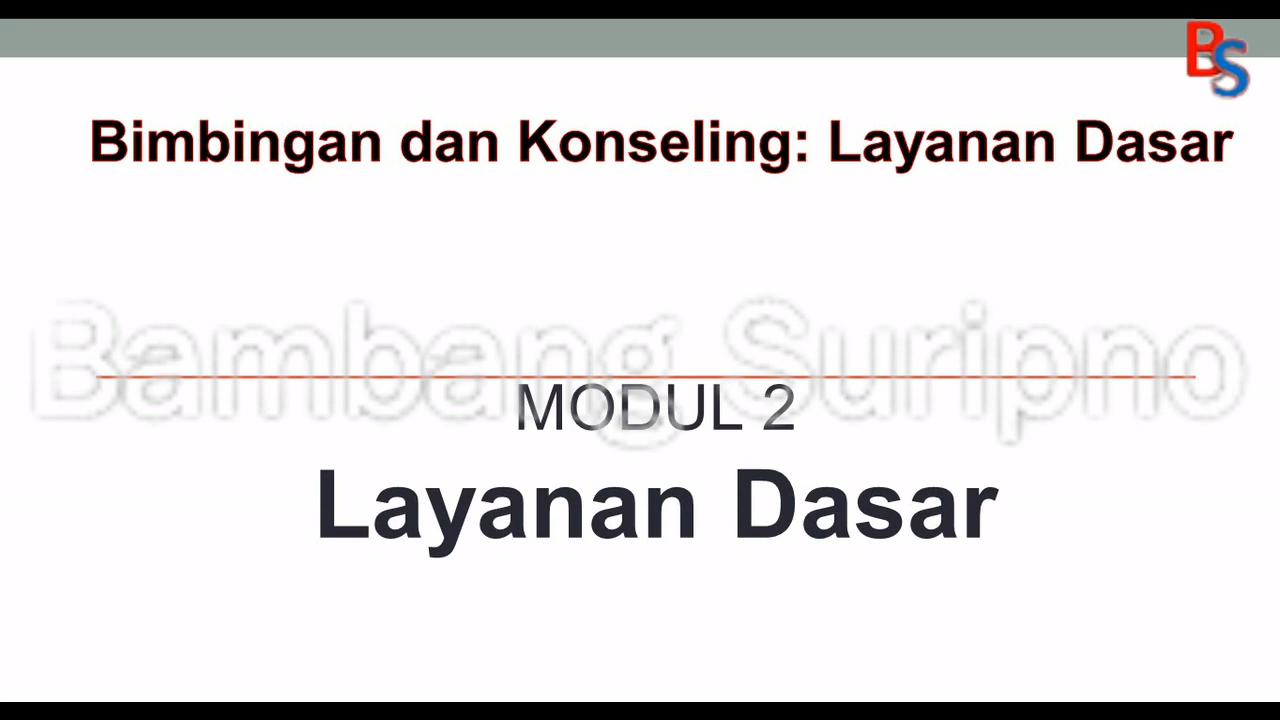 BS
Bimbingan dan Konseling: Layanan Dasar
Bambang Suripno
MODUL 2
Layanan Dasar